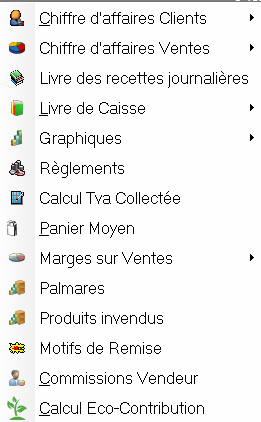 Chiffre d'affaires Clients
Chiffre d'affaires Ventes
Livre des recettes journalières
Livre de Caisse
Graphiques
Règlements
Calcul Tva Collectée
Panier Moyen
Marges sur Ventes
Palmares
Produits invendus
Motifs de Remise
Commissions Vendeur
Calcul Eco-Contribution